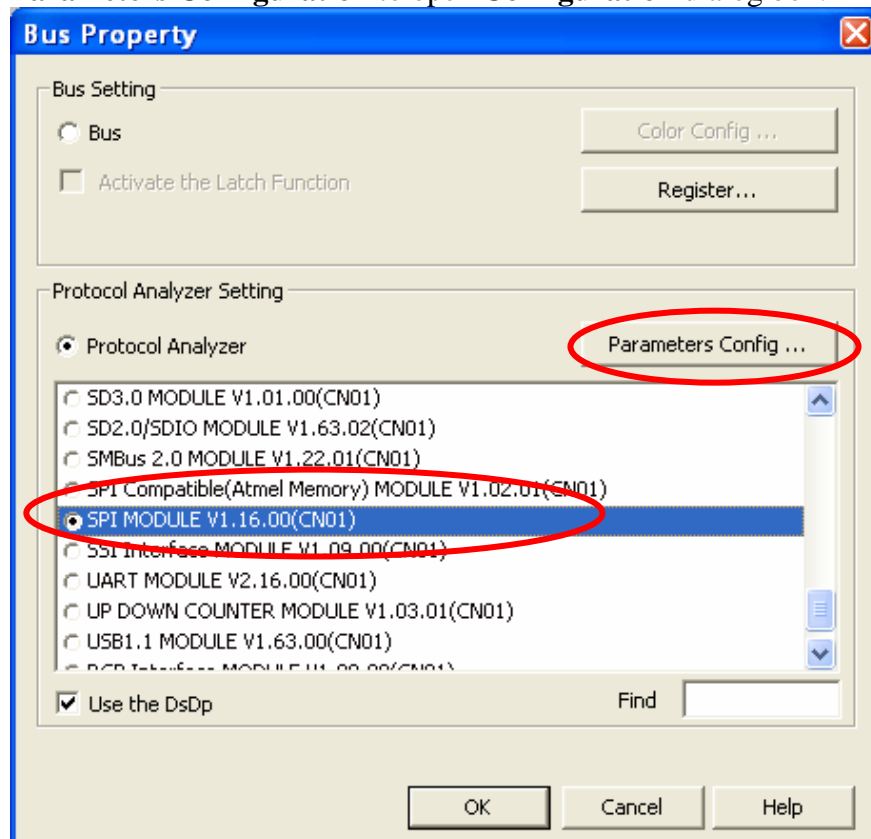 Bus Property
Bus Setting
Bus
Color Config ...
Activate the Latch Function
Register...
Protocol Analyzer Setting
Protocol Analyzer
Parameters Config ...
SD3.0 MODULE V1.01.00(CN01)
SD2.0/SDIO MODULE V1.63.02(CN01)
SMBus 2.0 MODULE V1.22.01(CN01)
SPI Compatible(Atmel Memory) MODULE V1.02.01(CN01)
SPI MODULE V1.16.00(CN01)
SSI Interface MODULE V1.09.00(CN01)
UART MODULE V2.16.00(CN01)
UP DOWN COUNTER MODULE V1.03.01(CN01)
USB1.1 MODULE V1.63.00(CN01)
Use the DsDp
Find
OK
Cancel
Help